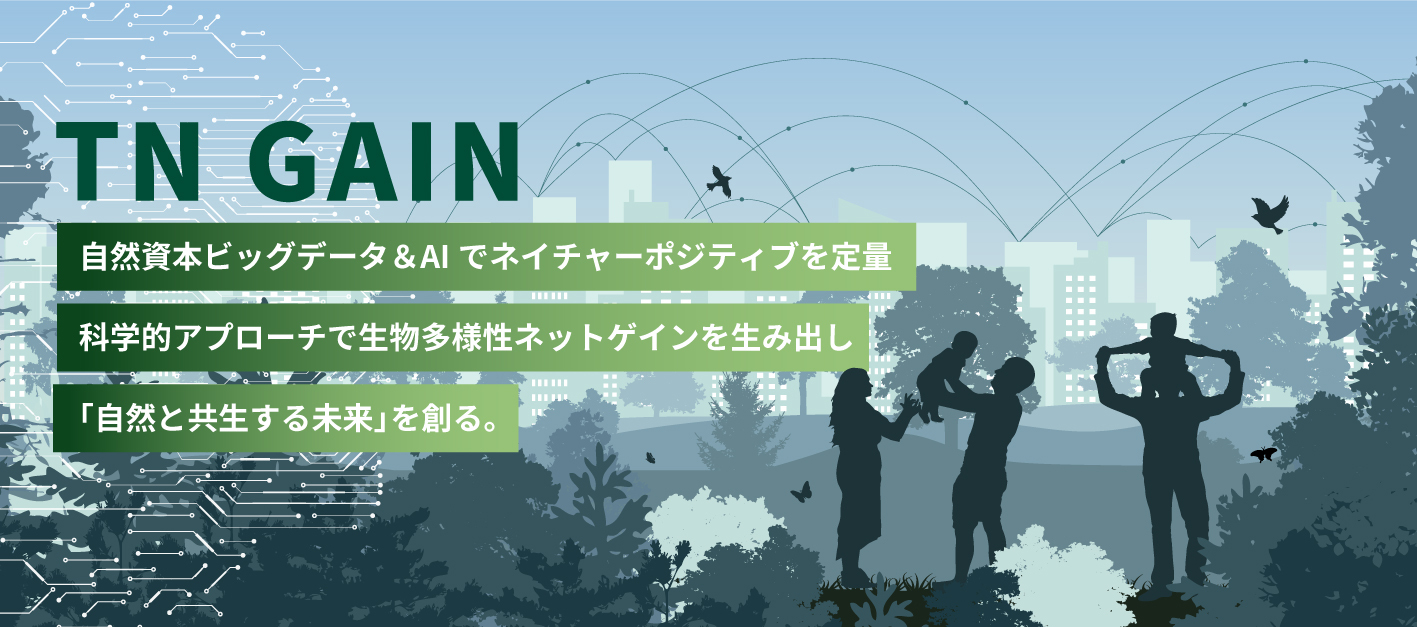 TN GAIN
自然資本ビッグデータ＆AI でネイチャーポジティブを定量
科学的アプローチで生物多様性ネットゲインを生み出し
「自然と共生する未来」を創る。